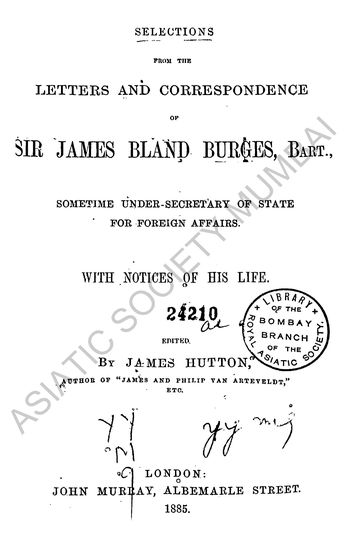 SELECTIONS
FROM THE
LETTERS AND CORRESPONDENCE
OF
SIR JAMES BLAND BURGES, BART.,
SOMETIME UNDER-SECRETARY OF STATE
FOR FOREIGN AFFAIRS.
WITH NOTICES OF HIS LIFE.
24210
EDITED
BY JAMES HUTTON,
AUTHOR OF "JAMES AND PHILIP VAN ARTEVELDT,"
ETC.
LIBRARY
OF THE
BOMBAY
BRANCH
OF THE
ROYAL ASIATIC SOCIETY.
LONDON:
JOHN MURRAY, ALBEMARLE STREET.
1885.
ASIATIC SOCIETY MUMBAI